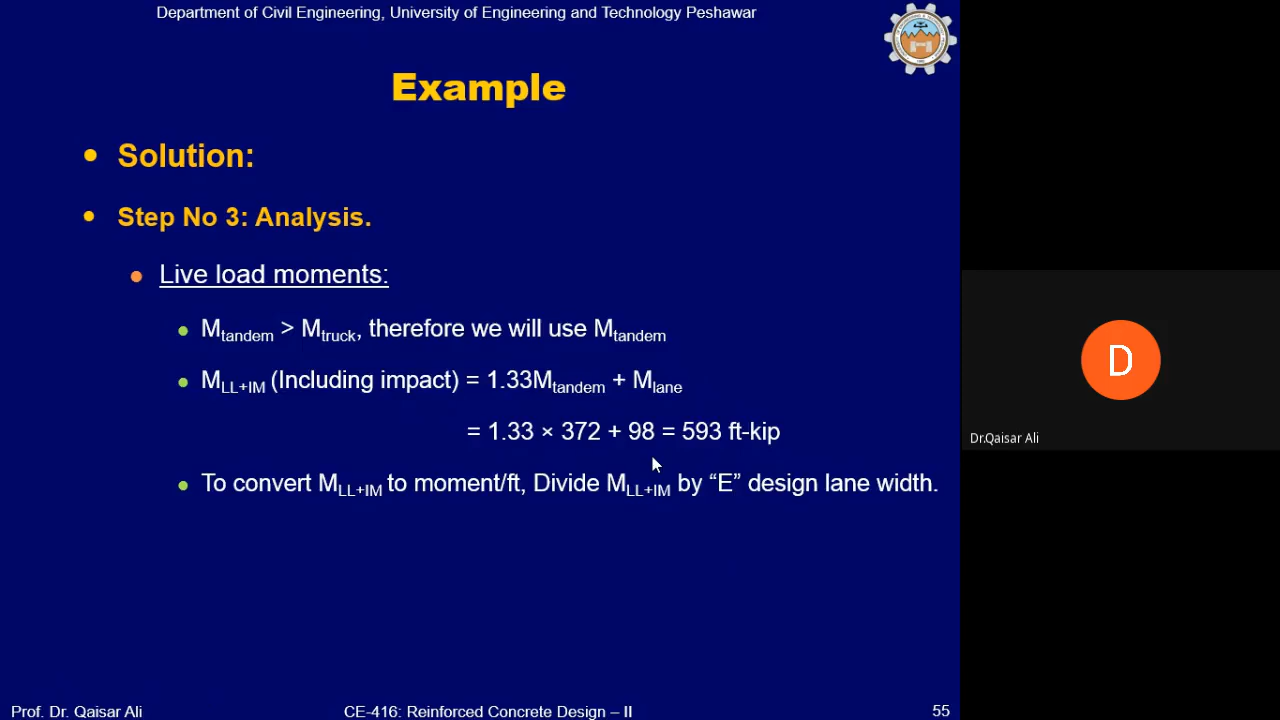 Department of Civil Engineering, University of Engineering and Technology Peshawar
Example
• Solution:
• Step No 3: Analysis.
• Live load moments:
• Mtandem > Mtruck, therefore we will use Mtandem
• MLL+IM (Including impact) = 1.33Mtandem + Mlane
= 1.33 × 372 + 98 = 593 ft-kip
• To convert MLL+IM to moment/ft, Divide MLL+IM by “E” design lane width.
D
Dr.Qaisar Ali
Prof. Dr. Qaisar Ali
CE-416: Reinforced Concrete Design – II
55